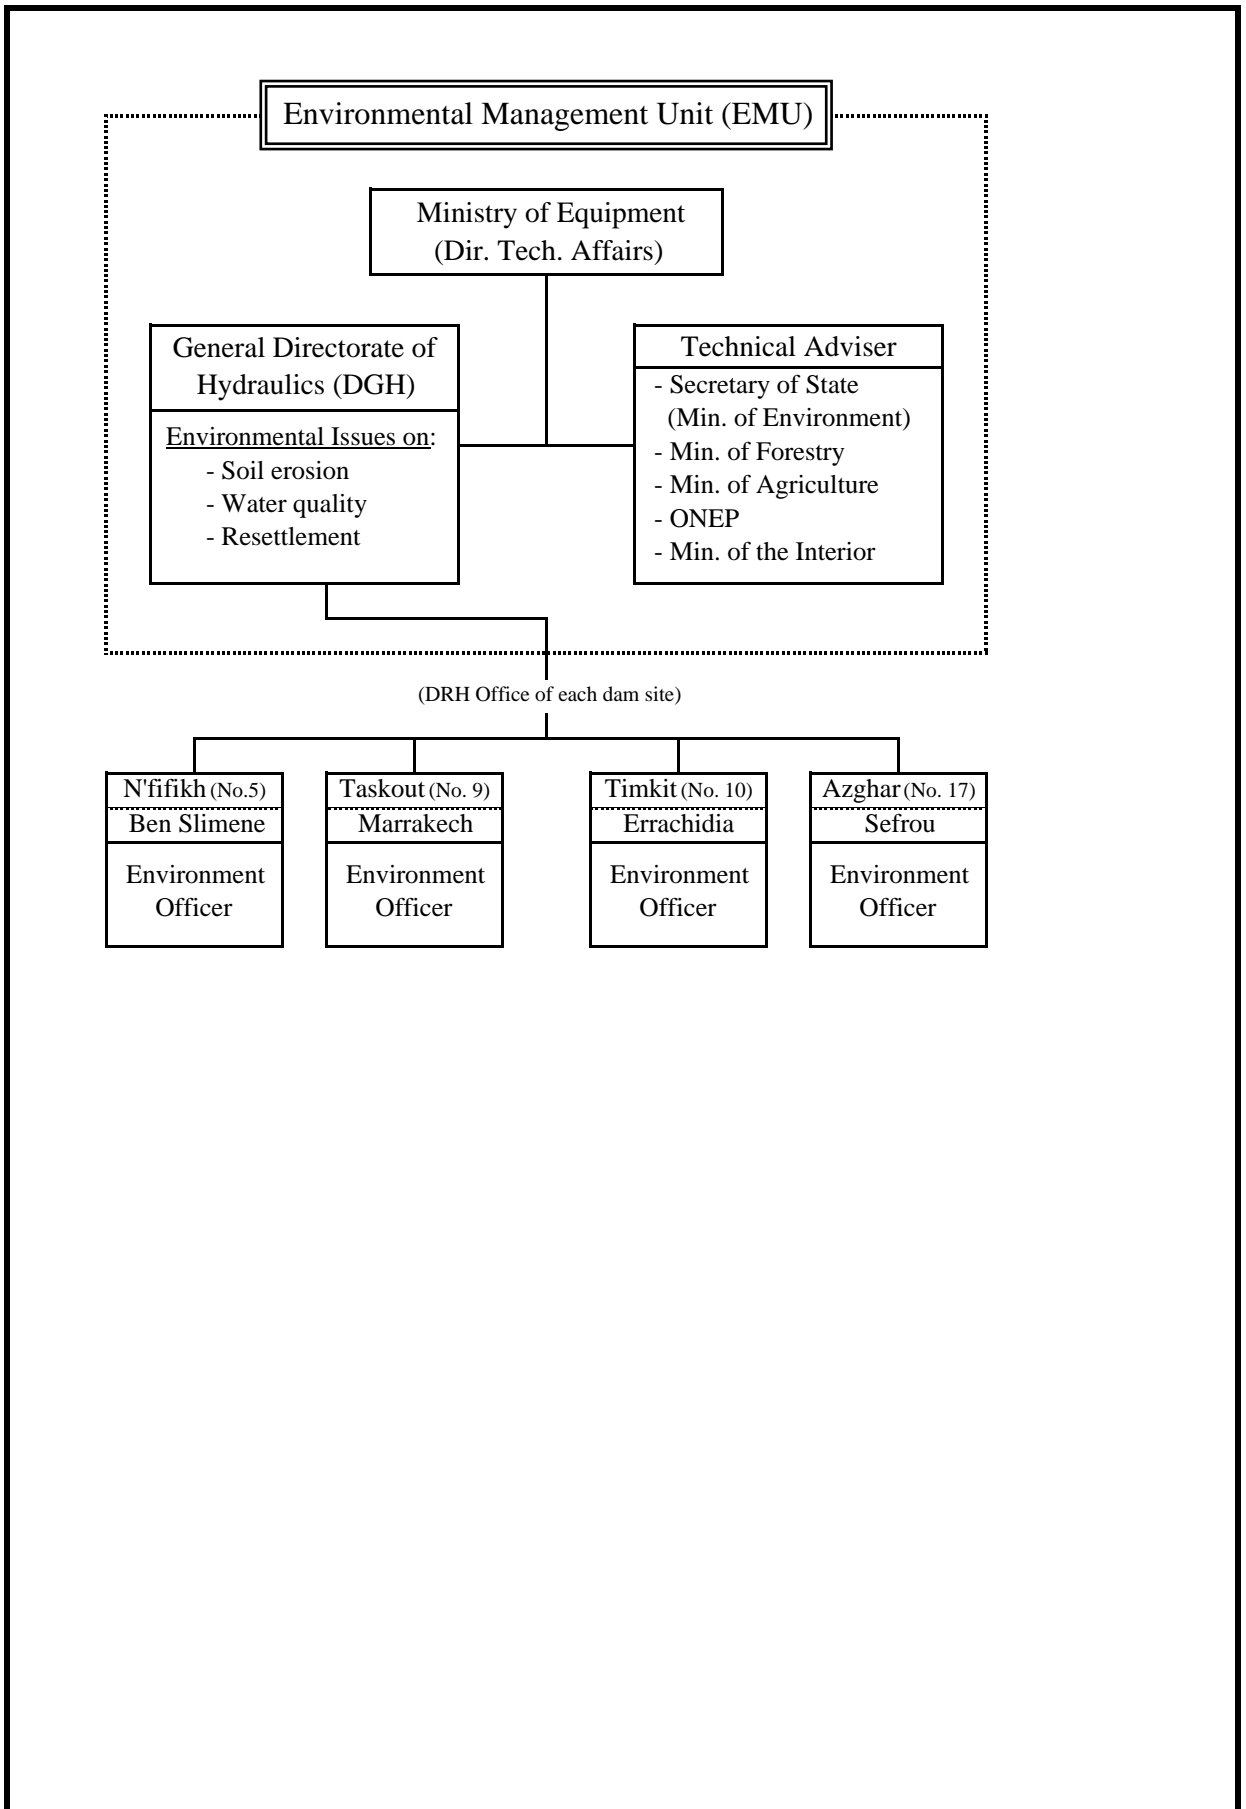 Environmental Management Unit (EMU)
Ministry of Equipment
(Dir. Tech. Affairs)
General Directorate of
Hydraulics (DGH)
Environmental Issues on:
- Soil erosion
- Water quality
- Resettlement
Technical Adviser
- Secretary of State
(Min. of Environment)
- Min. of Forestry
- Min. of Agriculture
- ONEP
- Min. of the Interior
(DRH Office of each dam site)
N'fifikh (No.5)
Ben Slimene
Environment
Officer
Taskout (No. 9)
Marrakech
Environment
Officer
Timkit (No. 10)
Errachidia
Environment
Officer
Azghar (No. 17)
Sefrou
Environment
Officer